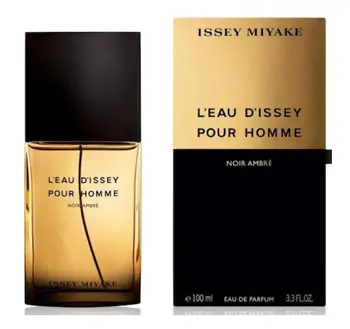 L'EAU D'ISSEY
POUR HOMME
NOIR AMBRÉ
ISSEY MIYAKE
ISSEY MIYAKE
L'EAU D'ISSEY
POUR HOMME
NOIR AMBRÉ
℮ 100 ml EAU DE PARFUM 3.3 FL.OZ.